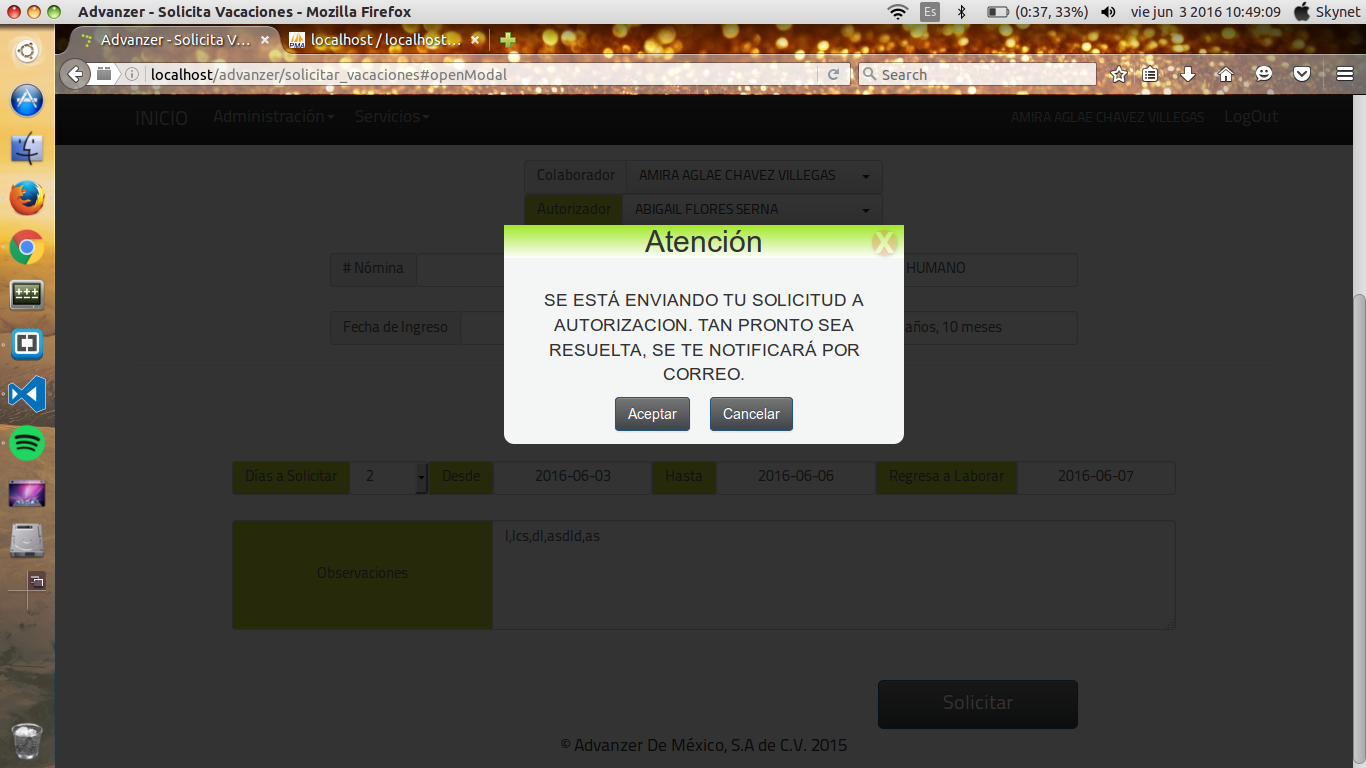 Advanzer - Solicita Vacaciones - Mozilla Firefox
Es
(0:37, 33%)
vie jun 3 2016 10:49:09
Skynet
Advanzer - Solicita V...
localhost / localhost...
localhost/advanzer/solicitar_vacaciones#openModal
Search
INICIO
Administración
Servicios
AMIRA AGLAE CHAVEZ VILLEGAS
LogOut
Colaborador
AMIRA AGLAE CHAVEZ VILLEGAS
Autorizador
ABIGAIL FLORES SERNA
Atención
X
# Nómina
HUMANO
SE ESTÁ ENVIANDO TU SOLICITUD A
AUTORIZACION. TAN PRONTO SEA
RESUELTA, SE TE NOTIFICARÁ POR
CORREO.
Fecha de Ingreso
años, 10 meses
Aceptar
Cancelar
Días a Solicitar
2
Desde
2016-06-03
Hasta
2016-06-06
Regresa a Laborar
2016-06-07
Observaciones
Solicitar
© Advanzer De México, S.A de C.V. 2015